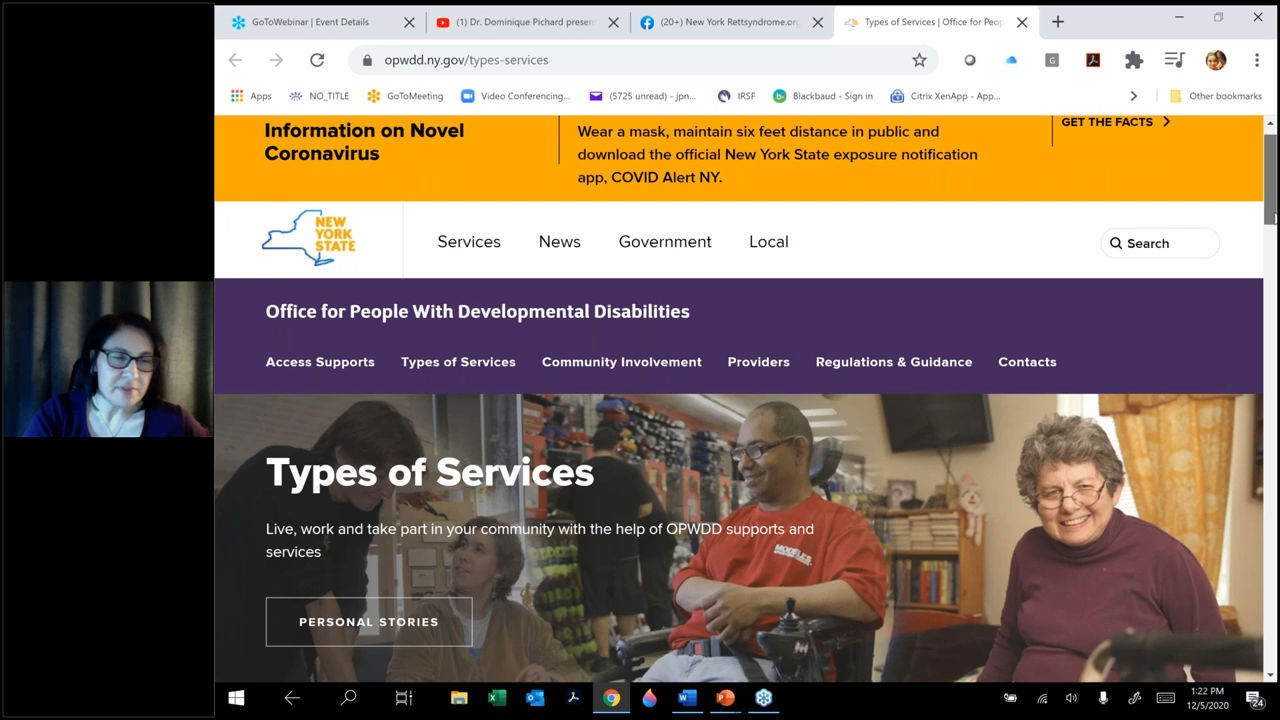 GoToWebinar | Event Details
(1) Dr. Dominique Pichard present
(20+) New York Rettsyndrome.org
Types of Services | Office for Peop
opwdd.ny.gov/types-services
Apps
NO_TITLE
GoToMeeting
Video Conferencing...
(5725 unread) - jpn...
IRSF
Blackbaud - Sign in
Citrix XenApp - App...
Other bookmarks
Information on Novel
Coronavirus
Wear a mask, maintain six feet distance in public and
download the official New York State exposure notification
app, COVID Alert NY.
GET THE FACTS
NEW
YORK
STATE
Services
News
Government
Local
Search
Office for People With Developmental Disabilities
Access Supports
Types of Services
Community Involvement
Providers
Regulations & Guidance
Contacts
Types of Services
Live, work and take part in your community with the help of OPWDD supports and
services
PERSONAL STORIES
MODELL'S
1:22 PM
12/5/2020
24